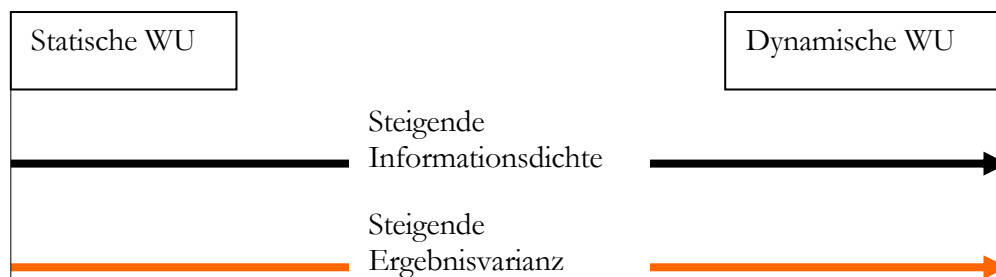 Statische WU
Dynamische WU
Steigende
Informationsdichte
Steigende
Ergebnisvarianz